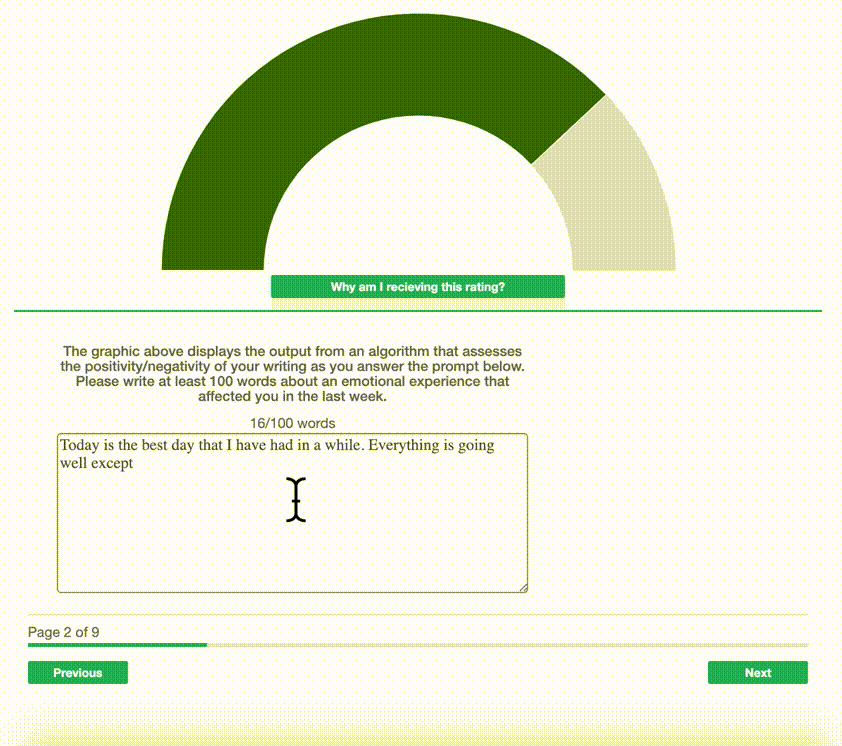 Why am I recieving this rating?
The graphic above displays the output from an algorithm that assesses
the positivity/negativity of your writing as you answer the prompt below.
Please write at least 100 words about an emotional experience that
affected you in the last week.
16/100 words
Today is the best day that I have had in a while. Everything is going
well except
Page 2 of 9
Previous
Next